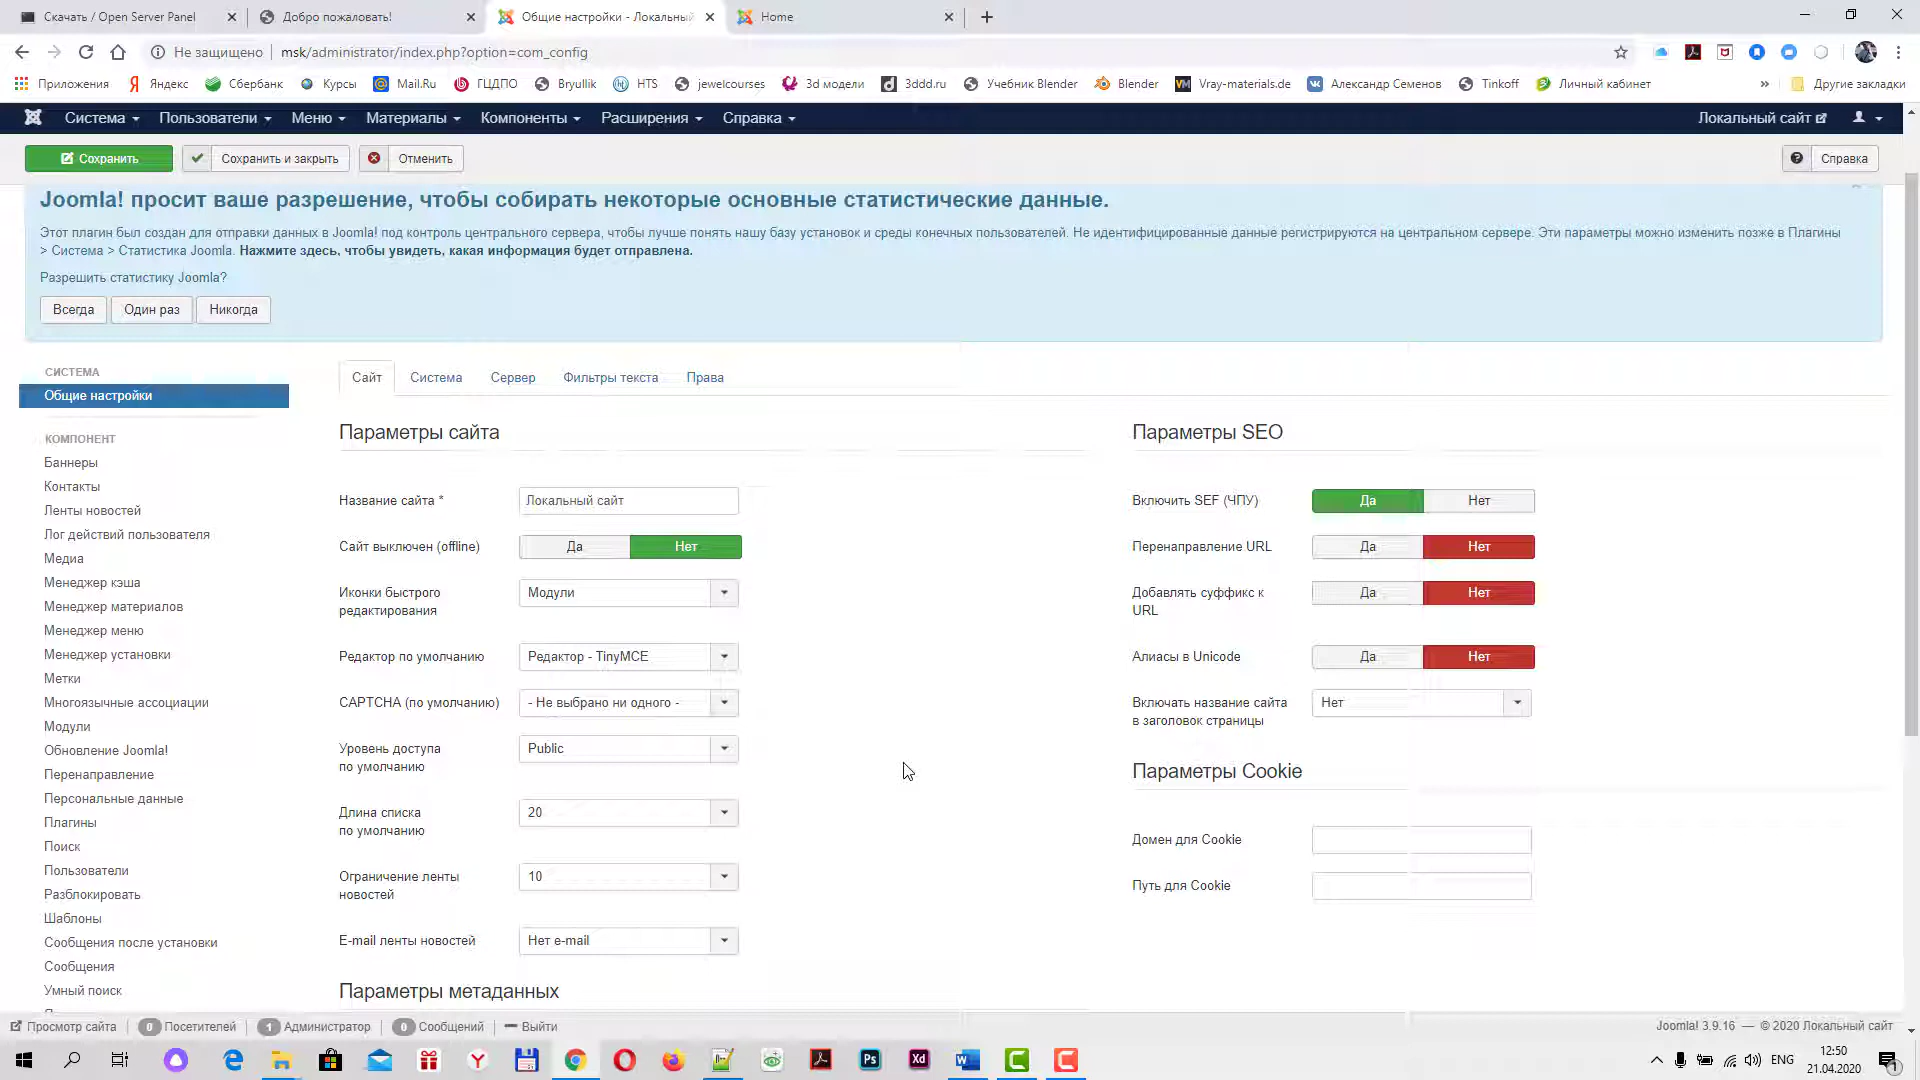 Скачать / Open Server Panel
Добро пожаловать!
Общие настройки - Локальный
Home
Не защищено
msk/administrator/index.php?option=com_config
Приложения
Яндекс
Сбербанк
Курсы
Mail.Ru
ГЦДПО
Bryullik
HTS
jewelcourses
3d модели
3ddd.ru
Учебник Blender
Blender
Vray-materials.de
Александр Семенов
Tinkoff
Личный кабинет
»
Другие закладки
Система
Пользователи
Меню
Материалы
Компоненты
Расширения
Справка
Локальный сайт
Сохранить
Сохранить и закрыть
Отменить
Справка
Joomla! просит ваше разрешение, чтобы собирать некоторые основные статистические данные.
Этот плагин был создан для отправки данных в Joomla! под контроль центрального сервера, чтобы лучше понять нашу базу установок и среды конечных пользователей. Не идентифицированные данные регистрируются на центральном сервере. Эти параметры можно изменить позже в Плагины
> Система > Статистика Joomla. Нажмите здесь, чтобы увидеть, какая информация будет отправлена.
Разрешить статистику Joomla?
Всегда
Один раз
Никогда
СИСТЕМА
Общие настройки
КОМПОНЕНТ
Баннеры
Контакты
Ленты новостей
Лог действий пользователя
Медиа
Менеджер кэша
Менеджер материалов
Менеджер меню
Менеджер установки
Метки
Многоязычные ассоциации
Модули
Обновление Joomla!
Перенаправление
Персональные данные
Плагины
Поиск
Пользователи
Разблокировать
Шаблоны
Сообщения после установки
Сообщения
Умный поиск
Сайт
Система
Сервер
Фильтры текста
Права
Параметры сайта
Название сайта *
Локальный сайт
Сайт выключен (offline)
Да
Нет
Иконки быстрого
редактирования
Модули
Редактор по умолчанию
Редактор - TinyMCE
CAPTCHA (по умолчанию)
- Не выбрано ни одного -
Уровень доступа
по умолчанию
Public
Длина списка
по умолчанию
20
Ограничение ленты
новостей
10
E-mail ленты новостей
Нет e-mail
Параметры метаданных
Параметры SEO
Включить SEF (ЧПУ)
Да
Нет
Перенаправление URL
Да
Нет
Добавлять суффикс к
URL
Да
Нет
Алиасы в Unicode
Да
Нет
Включать название сайта
в заголовок страницы
Нет
Параметры Cookie
Домен для Cookie
Путь для Cookie
Просмотр сайта
0 Посетителей
1 Администратор
0 Сообщений
Выйти
Joomla! 3.9.16 — © 2020 Локальный сайт
Ps
Xd
ENG
12:50
21.04.2020